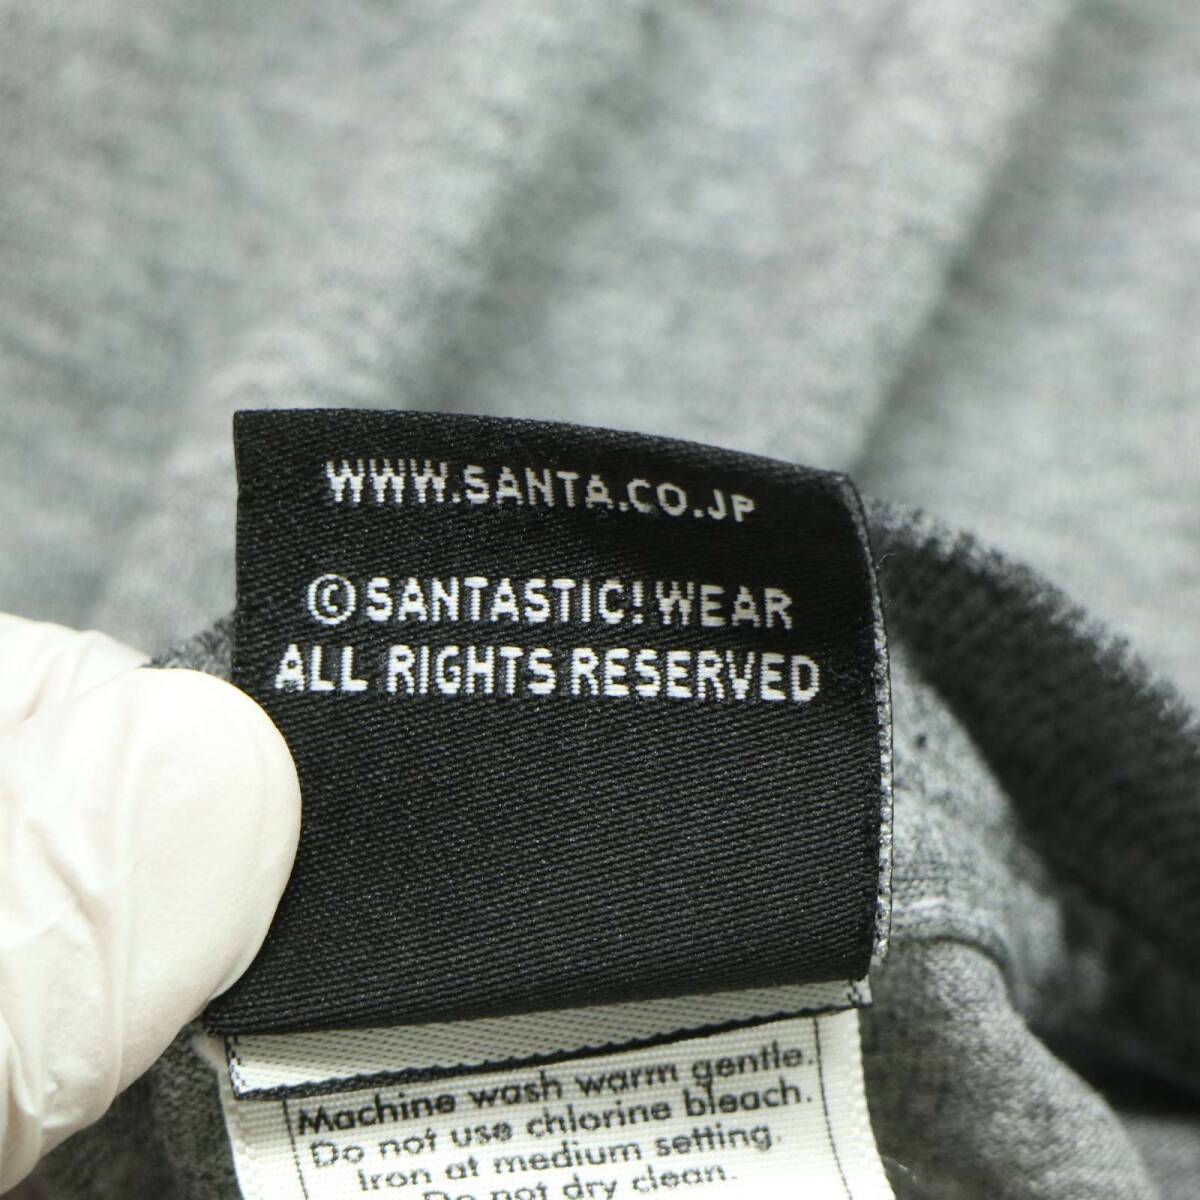 WWW.SANTA.CO.JP
©SANTASTIC!WEAR
ALL RIGHTS RESERVED
Machine wash warm gentle.
Do not use chlorine bleach.
Iron at medium setting.
Do not dry clean.